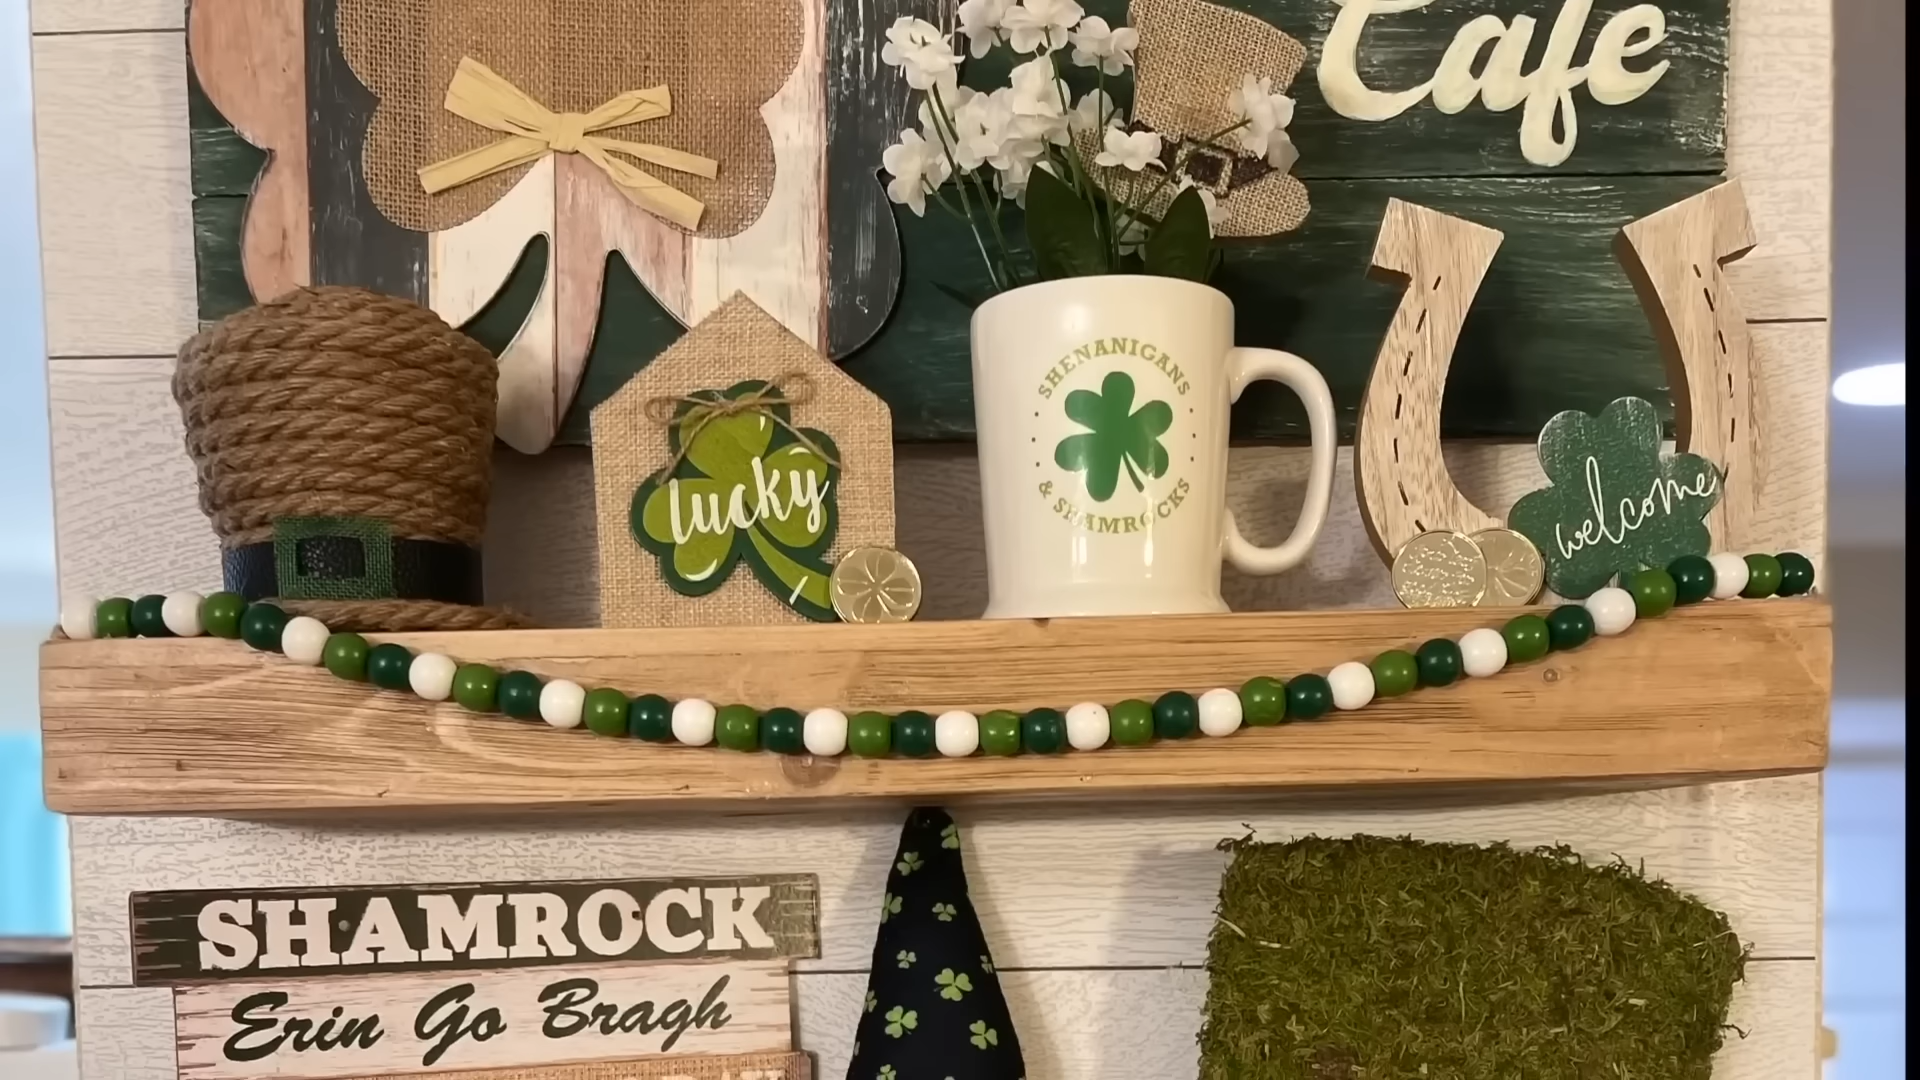 Cafe
lucky
SHENANIGANS
& SHAMROCKS
welcome
SHAMROCK
Erin Go Bragh